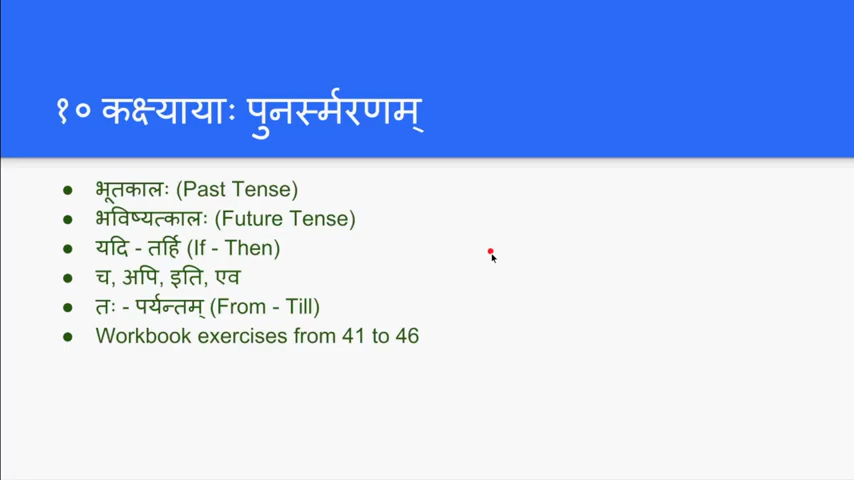 १० कक्ष्यायाः पुनर्स्मरणम्
● भूतकालः (Past Tense)
● भविष्यत्कालः (Future Tense)
● यदि - तर्हि (If - Then)
● च, अपि, इति, एव
● तः - पर्यन्तम् (From - Till)
● Workbook exercises from 41 to 46